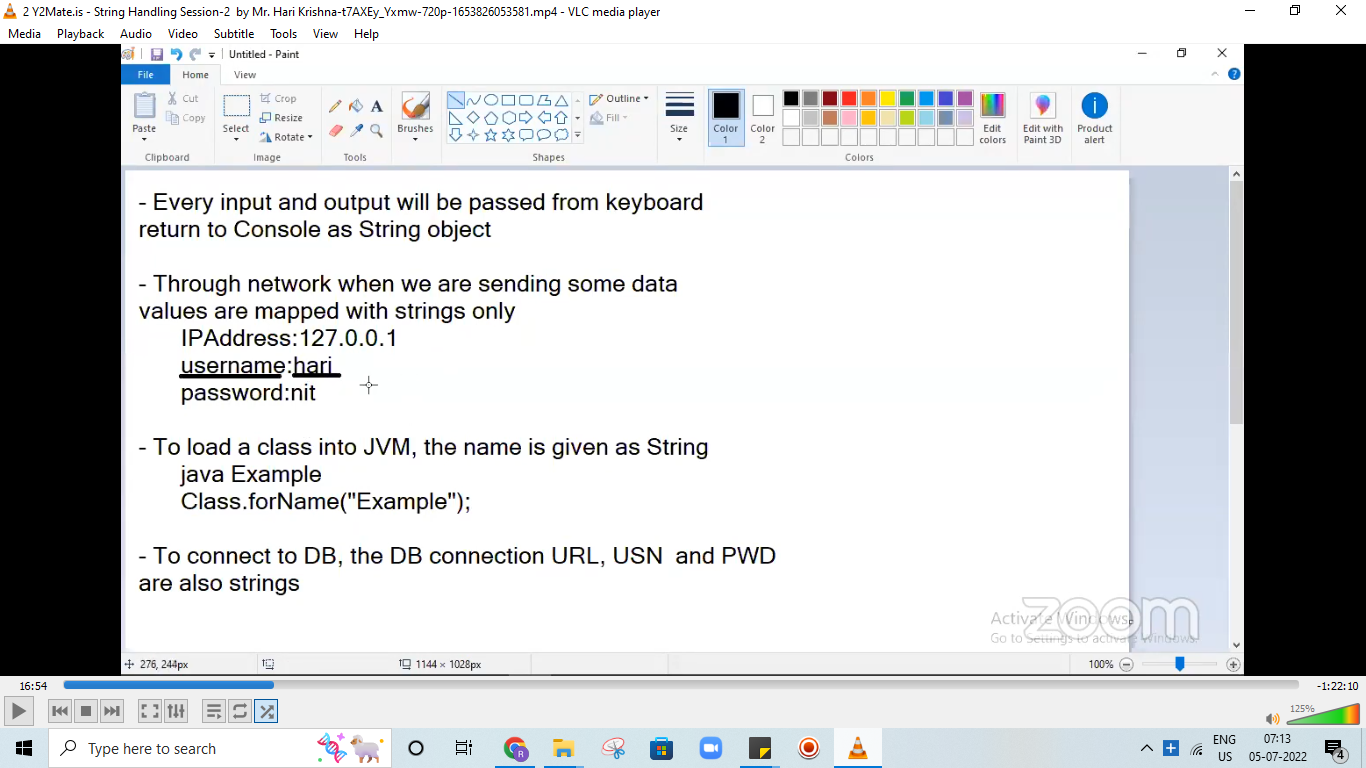 2 Y2Mate.is - String Handling Session-2 by Mr. Hari Krishna-t7AXEy_Yxmw-720p-1653826053581.mp4 - VLC media player
Media Playback Audio Video Subtitle Tools View Help
Untitled - Paint
File Home View
Paste Cut Copy Select Crop Resize Rotate Brushes Outline Fill Size Color 1 Color 2 Edit colors Edit with Paint 3D Product alert
Clipboard Image Tools Shapes Colors
- Every input and output will be passed from keyboard
return to Console as String object
- Through network when we are sending some data
values are mapped with strings only
IPAddress:127.0.0.1
username:hari
password:nit
- To load a class into JVM, the name is given as String
java Example
Class.forName("Example");
- To connect to DB, the DB connection URL, USN and PWD
are also strings
zoom
Activate Windows
Go to Settings to activate Windows.
276, 244px 1144 × 1028px 100%
16:54 -1:22:10
125%
Type here to search
ENG 07:13
US 05-07-2022 4